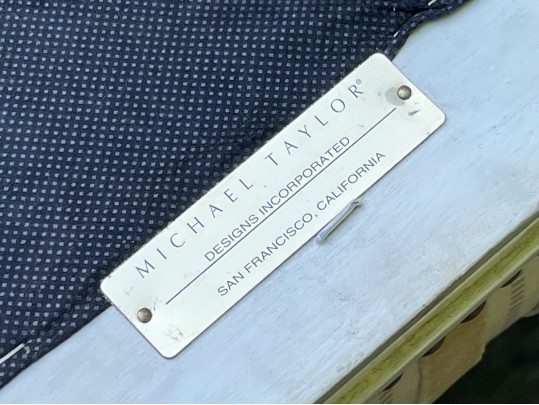 MICHAEL TAYLOR®
DESIGNS INCORPORATED
SAN FRANCISCO, CALIFORNIA